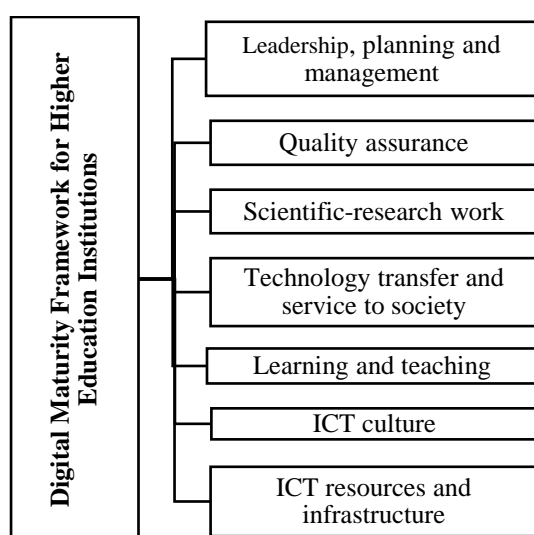 Digital Maturity Framework for Higher
Education Institutions
Leadership, planning and
management
Quality assurance
Scientific-research work
Technology transfer and
service to society
Learning and teaching
ICT culture
ICT resources and
infrastructure